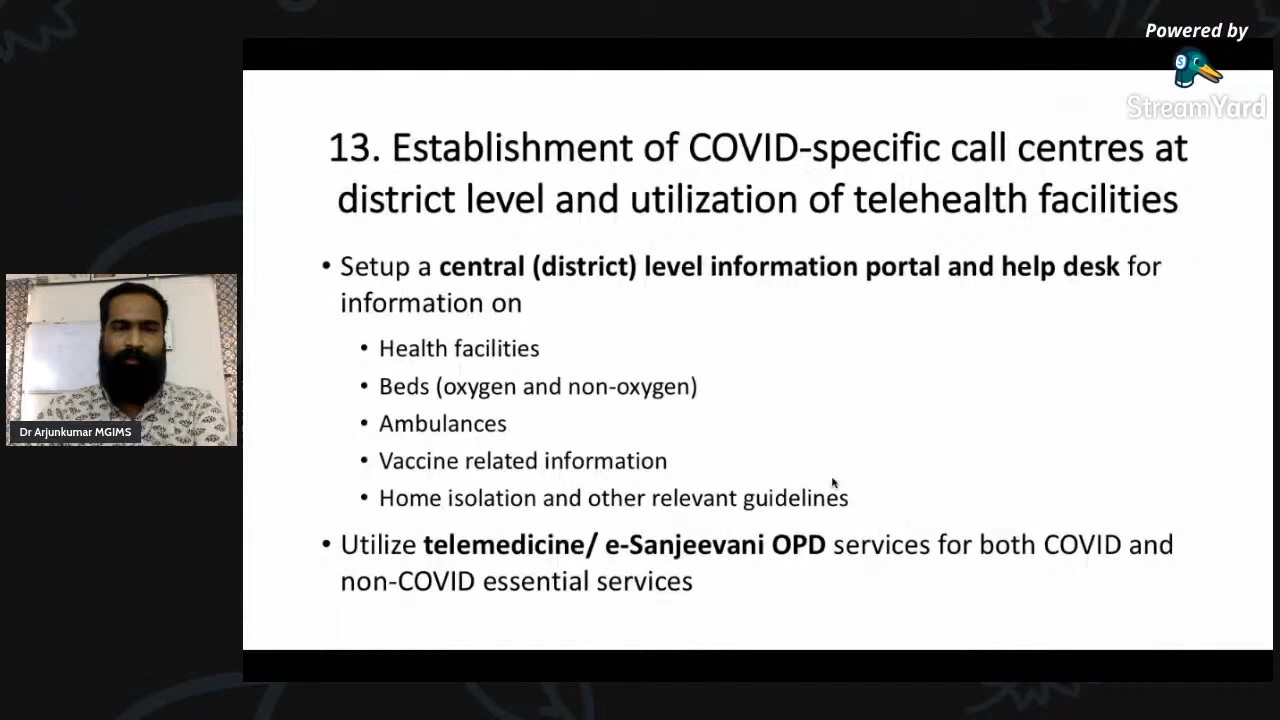 Powered by
StreamYard
13. Establishment of COVID-specific call centres at
district level and utilization of telehealth facilities
• Setup a central (district) level information portal and help desk for
information on
• Health facilities
• Beds (oxygen and non-oxygen)
• Ambulances
• Vaccine related information
• Home isolation and other relevant guidelines
• Utilize telemedicine/ e-Sanjeevani OPD services for both COVID and
non-COVID essential services
Dr Arjunkumar MGIMS